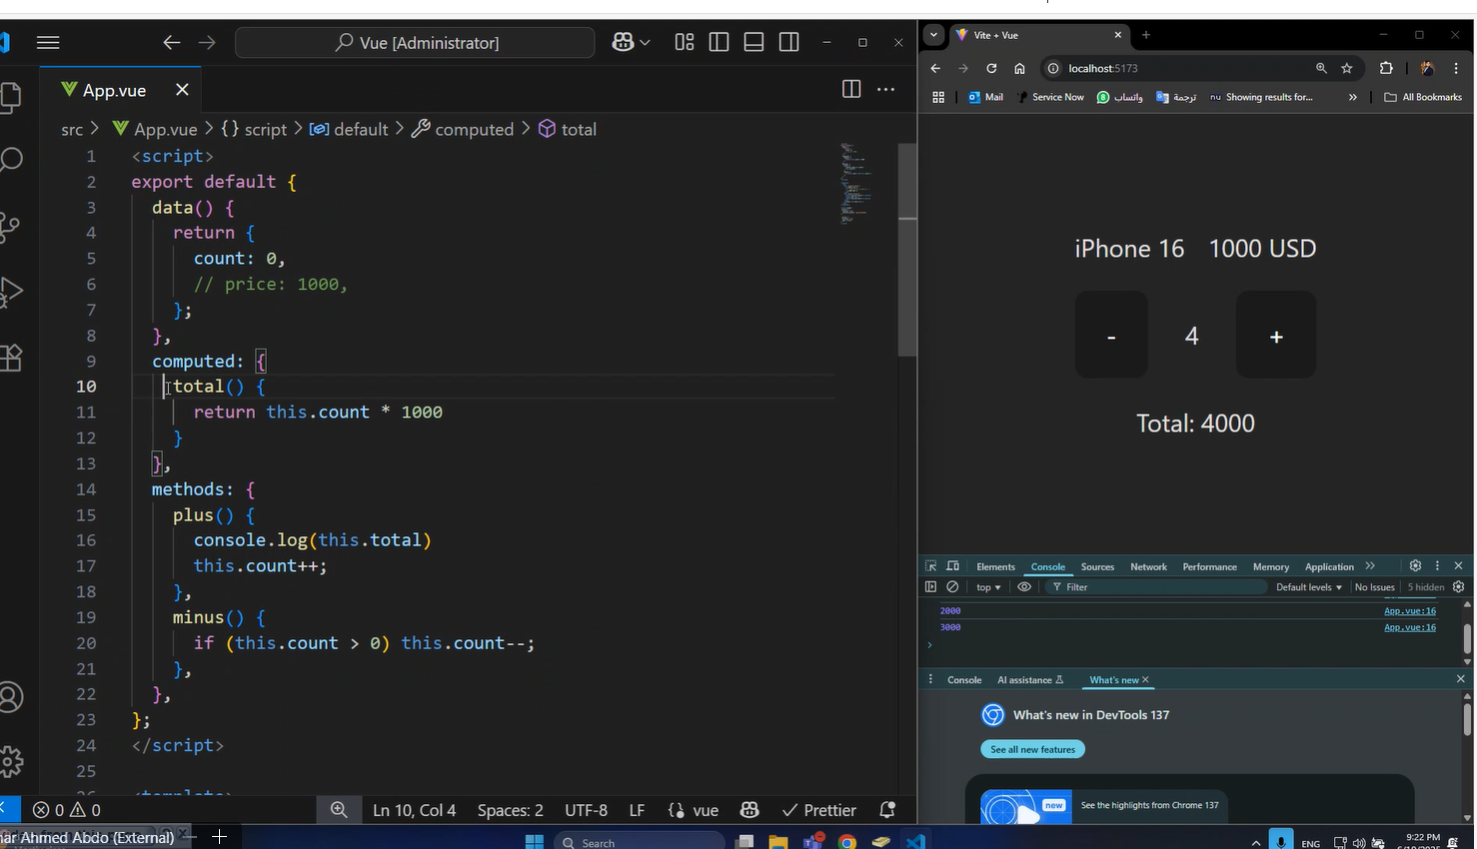 Vue [Administrator]
App.vue
src > App.vue > {} script > default > computed > total
1 <script>
2 export default {
3 data() {
4 return {
5 count: 0,
6 // price: 1000,
7 };
8 },
9 computed: {
10 total() {
11 return this.count * 1000
12 }
13 },
14 methods: {
15 plus() {
16 console.log(this.total)
17 this.count++;
18 },
19 minus() {
20 if (this.count > 0) this.count--;
21 },
22 },
23 };
24 </script>
25
26 <template>
0 0 Ln 10, Col 4 Spaces: 2 UTF-8 LF {} vue Prettier
Ahmed Abdo (External)
Vite + Vue
localhost:5173
Mail Service Now واتساب ترجمة Showing results for... » All Bookmarks
iPhone 16 1000 USD
- 4 +
Total: 4000
Elements Console Sources Network Performance Memory Application »
top Filter Default levels No Issues 5 hidden
2000 App.vue:16
3000 App.vue:16
Console AI assistance What's new
What's new in DevTools 137
See all new features
new See the highlights from Chrome 137
Search ENG 9:22 PM